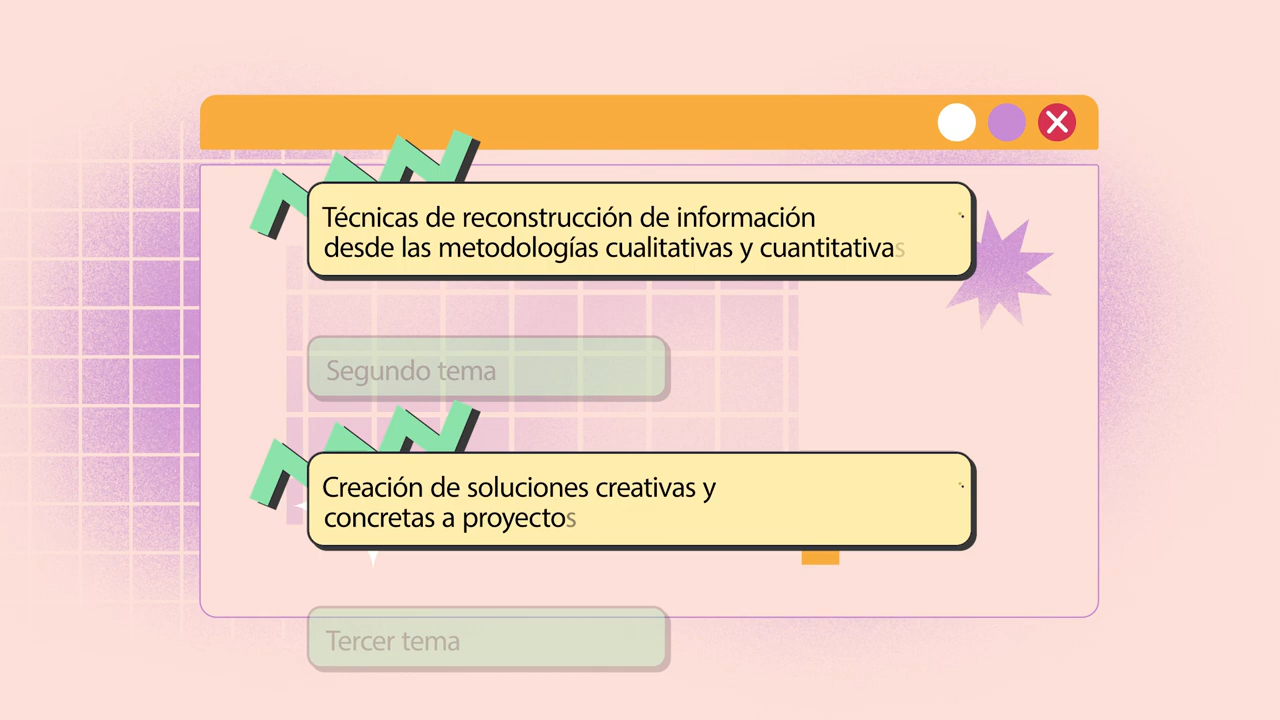 Técnicas de reconstrucción de información
desde las metodologías cualitativas y cuantitativas
Segundo tema
Creación de soluciones creativas y
concretas a proyectos
Tercer tema